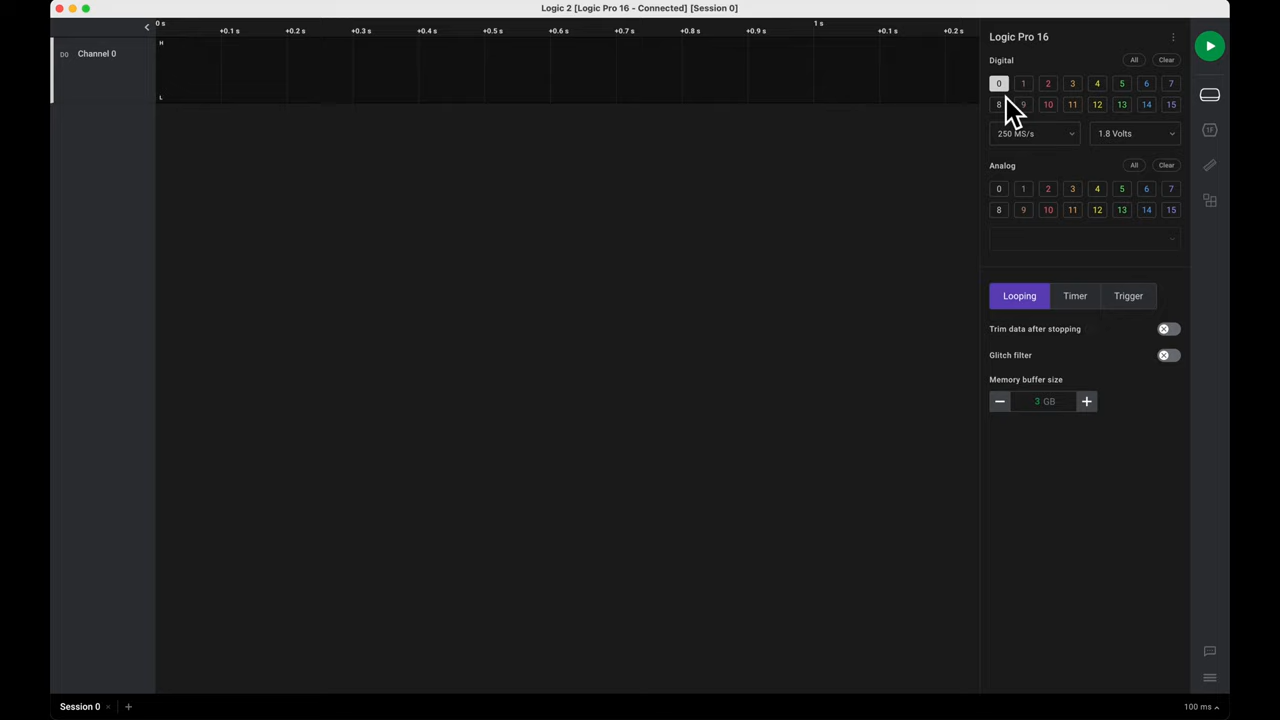 Logic 2 [Logic Pro 16 - Connected] [Session 0]
0 s
1 s
+0.1 s
+0.2 s
+0.3 s
+0.4 s
+0.5 s
+0.6 s
+0.7 s
+0.8 s
+0.9 s
+0.1 s
+0.2 s
D0 Channel 0
H
L
Logic Pro 16
Digital All Clear
0 1 2 3 4 5 6 7
8 9 10 11 12 13 14 15
250 MS/s 1.8 Volts
Analog All Clear
0 1 2 3 4 5 6 7
8 9 10 11 12 13 14 15
Looping Timer Trigger
Trim data after stopping
Glitch filter
Memory buffer size
3 GB
1F
Session 0
100 ms